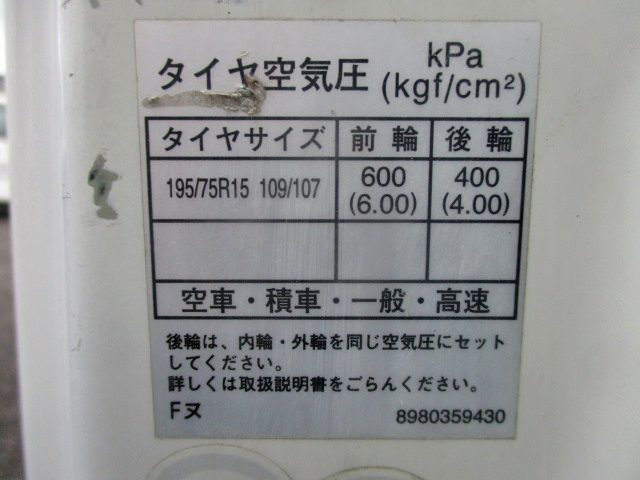 タイヤ空気圧 kPa (kgf/cm²)
タイヤサイズ 前輪 後輪
195/75R15 109/107 600 (6.00) 400 (4.00)
空車・積車・一般・高速
後輪は、内輪・外輪を同じ空気圧にセット
してください。
詳しくは取扱説明書をごらんください。
Fヌ 8980359430